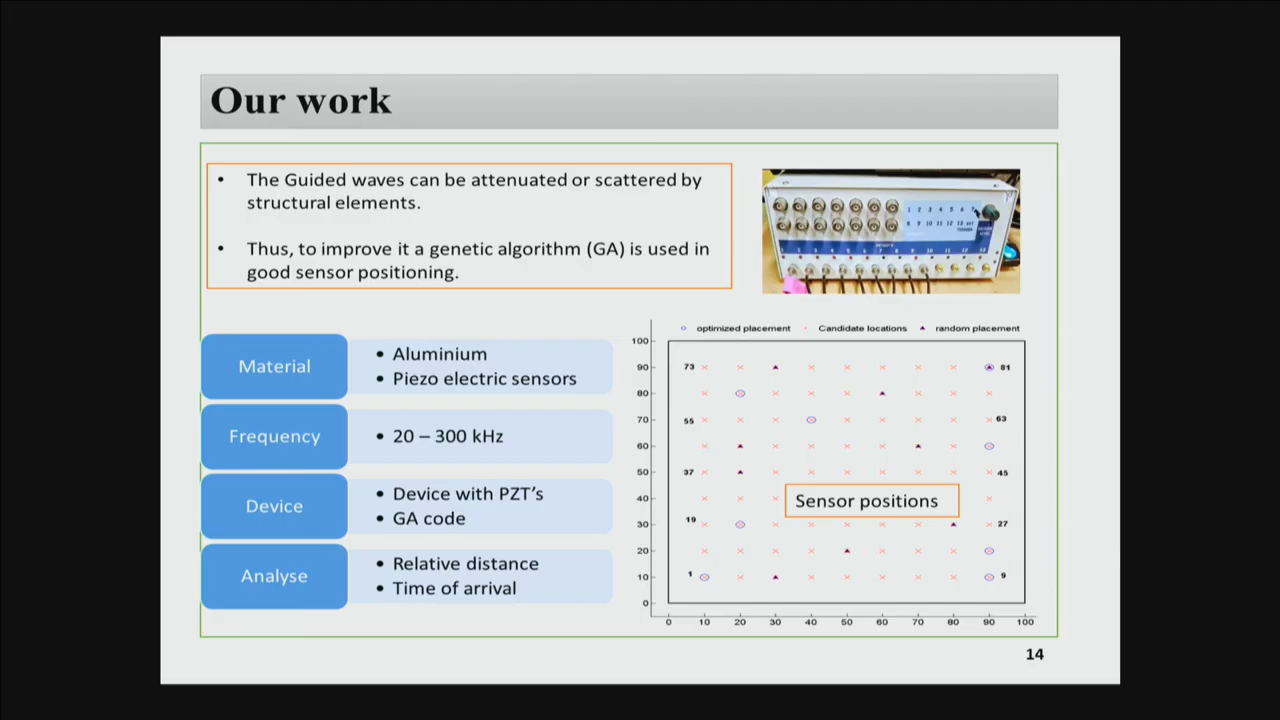 Our work
• The Guided waves can be attenuated or scattered by
structural elements.
• Thus, to improve it a genetic algorithm (GA) is used in
good sensor positioning.
Material
• Aluminium
• Piezo electric sensors
Frequency
• 20 – 300 kHz
Device
• Device with PZT's
• GA code
Analyse
• Relative distance
• Time of arrival
optimized placement Candidate locations random placement
100
90 73 81
80
70 55 63
60
50 37 45
40
Sensor positions
30 19 27
20
10 1 9
0
0 10 20 30 40 50 60 70 80 90 100
14